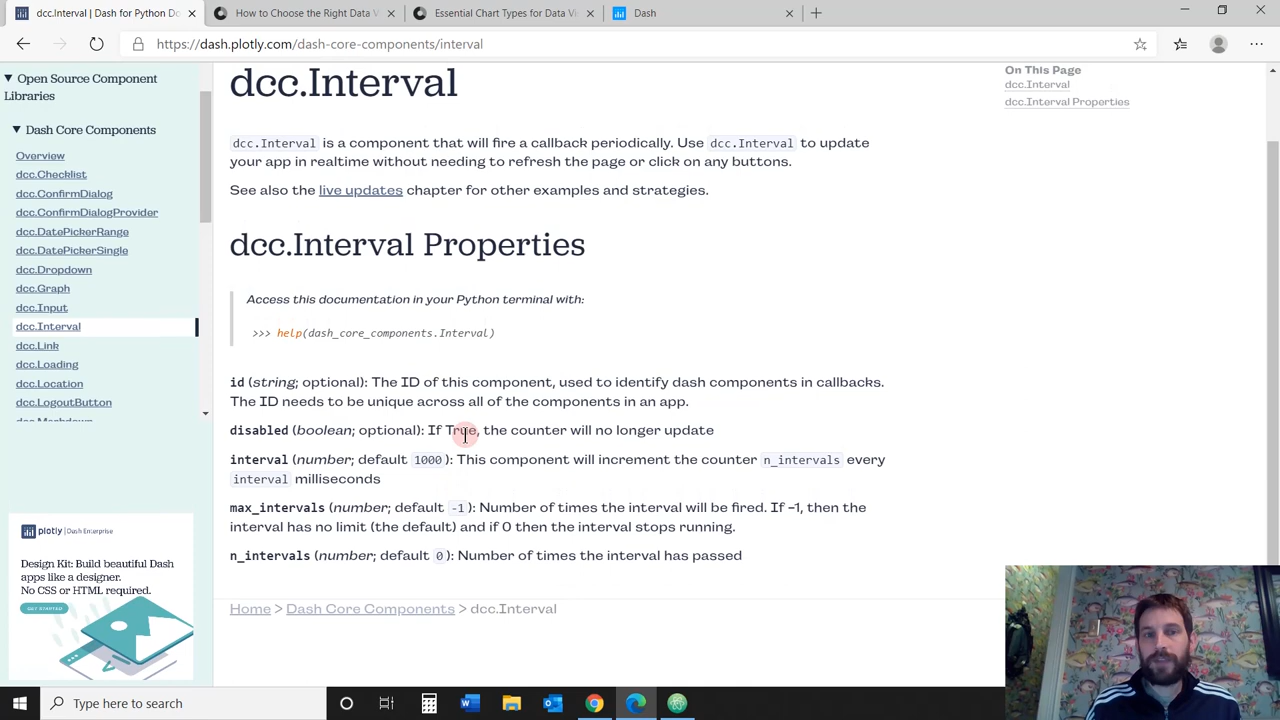 dcc.Interval | Dash for Python Do
How to Choose the Right Data V
Essential Chart Types for Data Vi
Dash
https://dash.plotly.com/dash-core-components/interval
Open Source Component
Libraries
Dash Core Components
Overview
dcc.Checklist
dcc.ConfirmDialog
dcc.ConfirmDialogProvider
dcc.DatePickerRange
dcc.DatePickerSingle
dcc.Dropdown
dcc.Graph
dcc.Input
dcc.Interval
dcc.Link
dcc.Loading
dcc.Location
dcc.LogoutButton
dcc.Markdown
plotly | Dash Enterprise
Design Kit: Build beautiful Dash
apps like a designer.
No CSS or HTML required.
GET STARTED
dcc.Interval
dcc.Interval is a component that will fire a callback periodically. Use dcc.Interval to update
your app in realtime without needing to refresh the page or click on any buttons.
See also the live updates chapter for other examples and strategies.
dcc.Interval Properties
Access this documentation in your Python terminal with:
>>> help(dash_core_components.Interval)
id (string; optional): The ID of this component, used to identify dash components in callbacks.
The ID needs to be unique across all of the components in an app.
disabled (boolean; optional): If True, the counter will no longer update
interval (number; default 1000): This component will increment the counter n_intervals every
interval milliseconds
max_intervals (number; default -1): Number of times the interval will be fired. If -1, then the
interval has no limit (the default) and if 0 then the interval stops running.
n_intervals (number; default 0): Number of times the interval has passed
Home > Dash Core Components > dcc.Interval
On This Page
dcc.Interval
dcc.Interval Properties
Type here to search